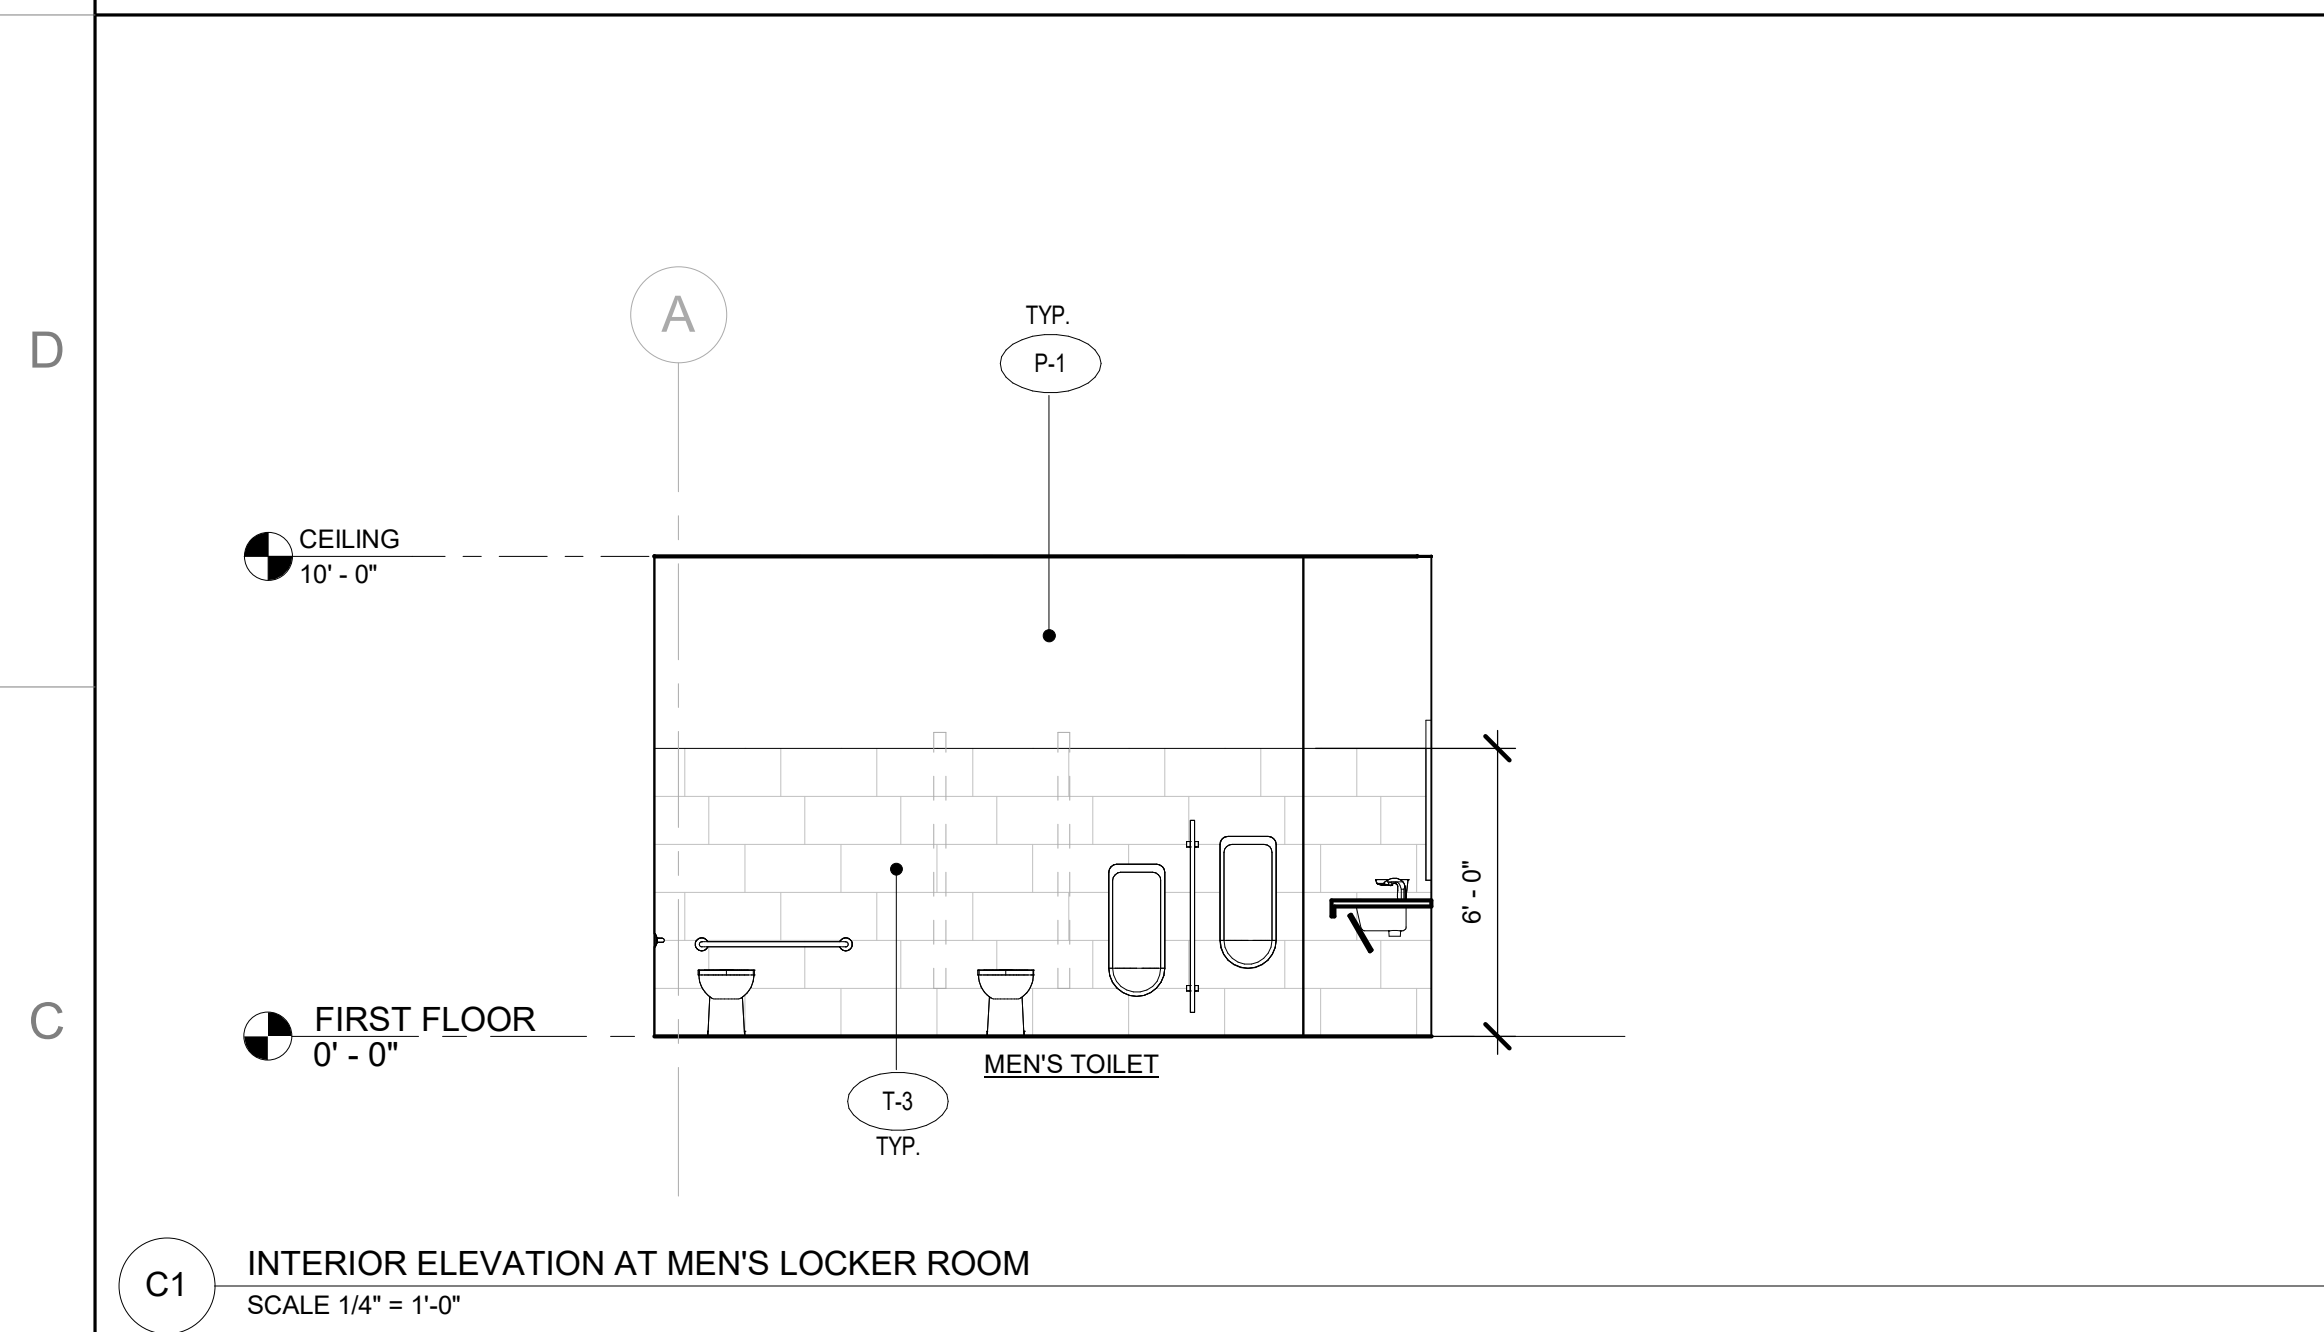 D
A
TYP.
P-1
CEILING
10' - 0"
6' - 0"
C
FIRST FLOOR
0' - 0"
MEN'S TOILET
T-3
TYP.
C1
INTERIOR ELEVATION AT MEN'S LOCKER ROOM
SCALE 1/4" = 1'-0"